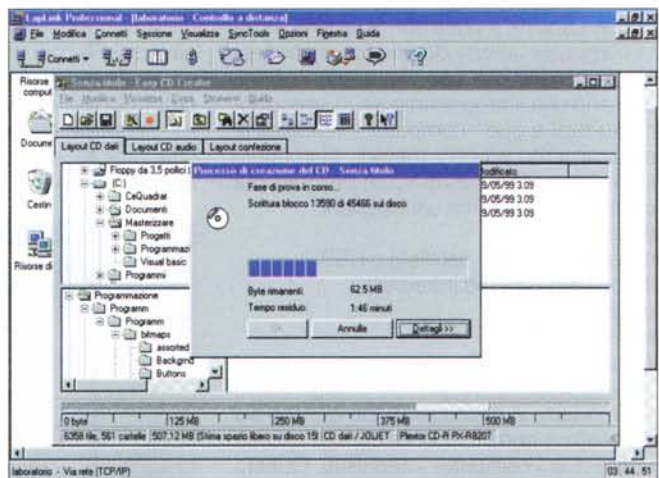 LapLink Professional - [laboratorio - Controllo a distanza]
File Modifica Connetti Sessione Visualizza SyncTools Opzioni Finestra Guida
Connetti
Risorse
comput
Docume
Cestin
Risorse di
Senza titolo - Easy CD Creator
File Modifica Visualizza Extra Strumenti Guida
Layout CD dati
Layout CD audio
Layout confezione
Floppy da 3,5 pollici
(C:)
CeQuadrat
Documenti
Masterizzare
Progetti
Programmaz
Visual basic
Programmi
Modificato
9/05/99 3.09
9/05/99 3.09
9/05/99 3.09
Processo di creazione del CD - Senza titolo
Fase di prova in corso...
Scrittura blocco 13590 di 45466 sul disco.
Byte rimanenti: 62.5 MB
Tempo residuo: 1:46 minuti
OK
Annulla
Dettagli >>
Programmazione
Programm
Programm
bitmaps
assorted
Backgrnd
Buttons
0 byte
125 MB
250 MB
375 MB
500 MB
6358 file, 561 cartelle
507,12 MB (Stima spazio libero su disco 15
CD dati / JOLIET
Plextor CD-R PX-R820T
laboratorio - Via rete (TCP/IP)
03 . 44 . 51